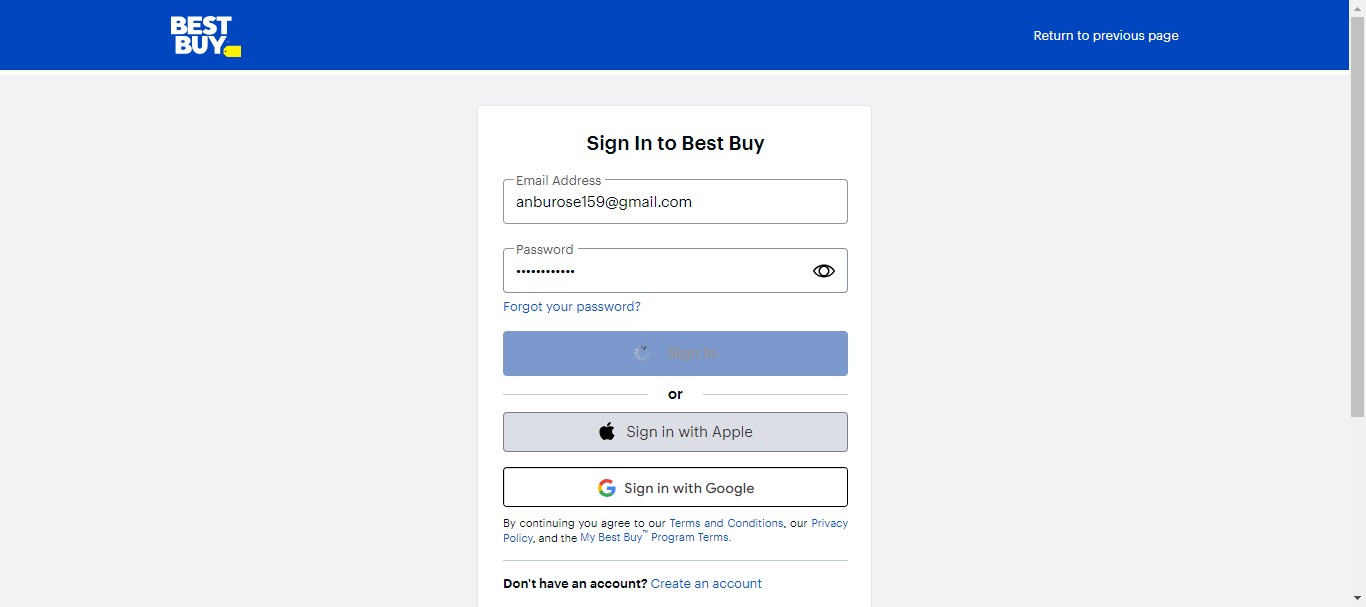 BEST
BUY
Return to previous page
Sign In to Best Buy
Email Address
anburose159@gmail.com
Password
••••••••••••
Forgot your password?
Sign In
or
Sign in with Apple
Sign in with Google
By continuing you agree to our Terms and Conditions, our Privacy
Policy, and the My Best Buy™ Program Terms.
Don't have an account? Create an account